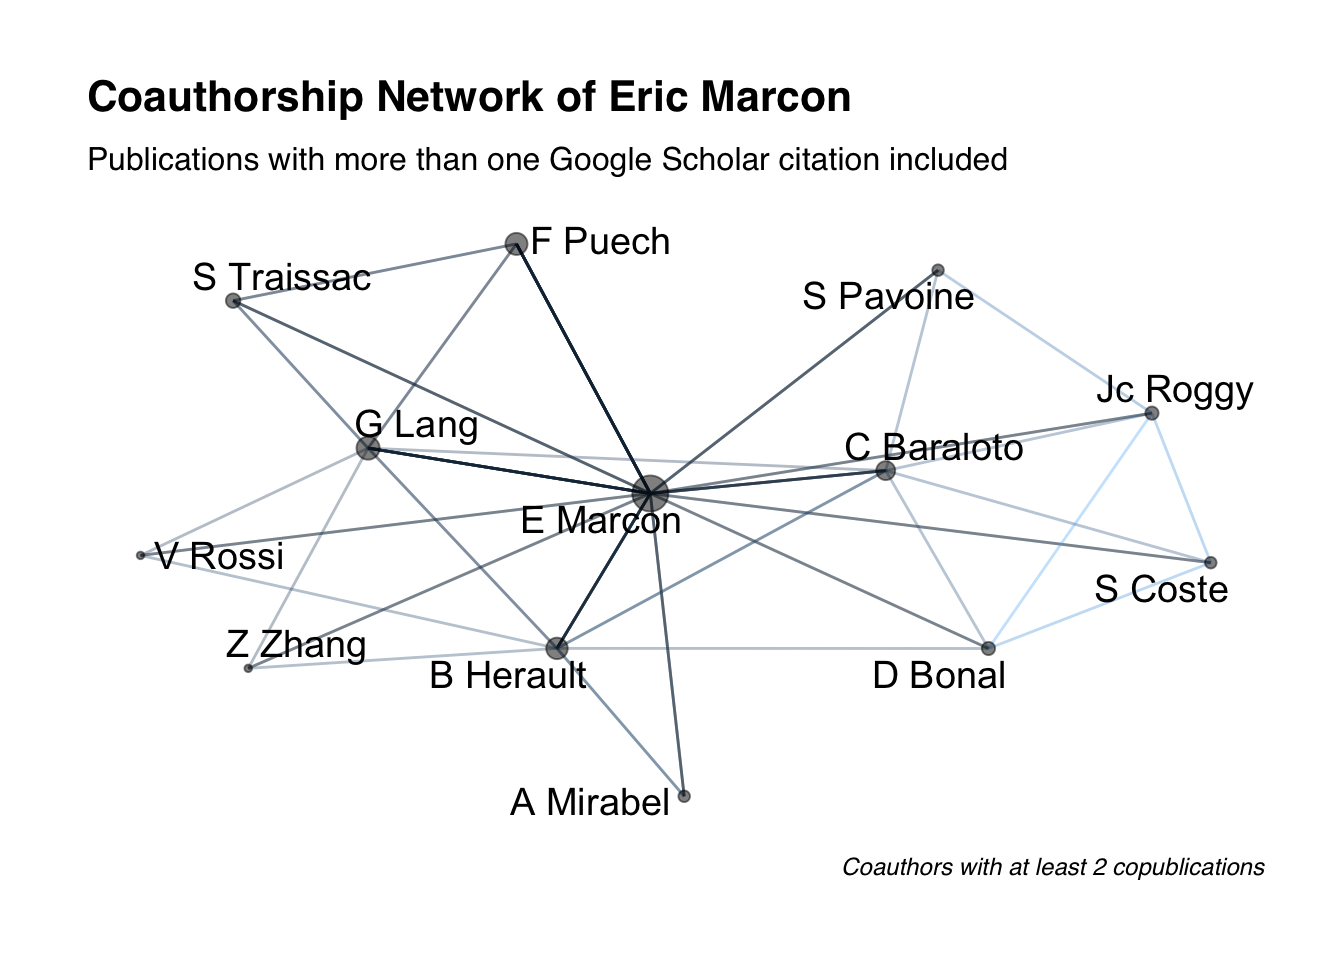 Coauthorship Network of Eric Marcon
Publications with more than one Google Scholar citation included
F Puech
S Traissac
S Pavoine
Jc Roggy
G Lang
C Baraloto
E Marcon
V Rossi
S Coste
Z Zhang
B Herault
D Bonal
A Mirabel
Coauthors with at least 2 copublications